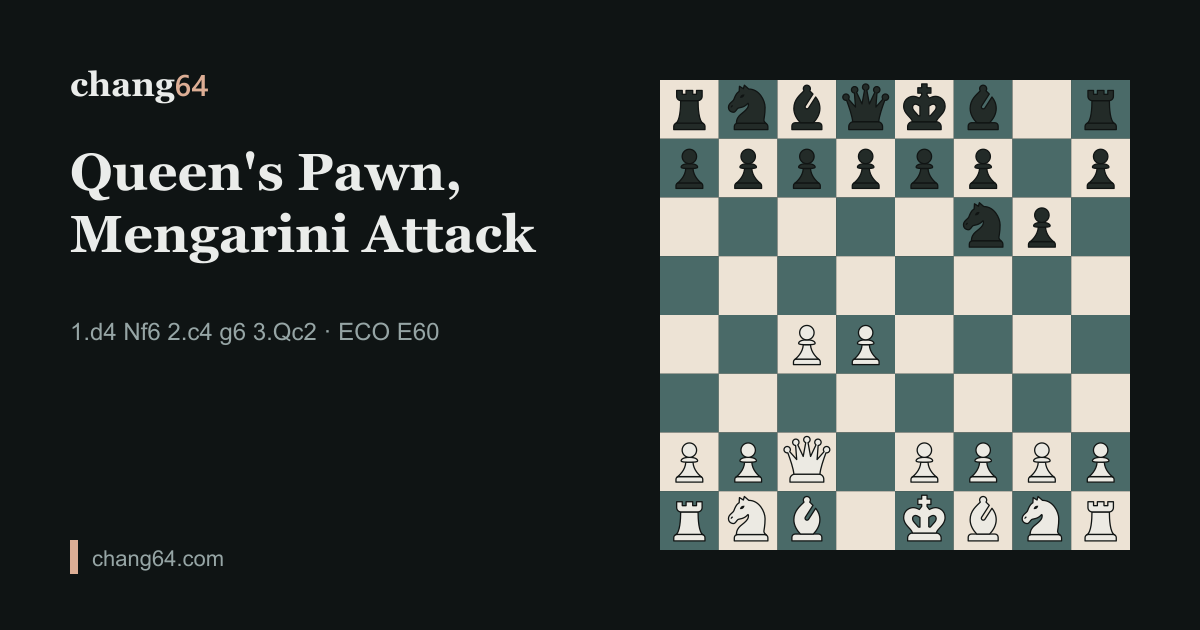 chang64
Queen's Pawn,
Mengarini Attack
1.d4 Nf6 2.c4 g6 3.Qc2 · ECO E60
chang64.com